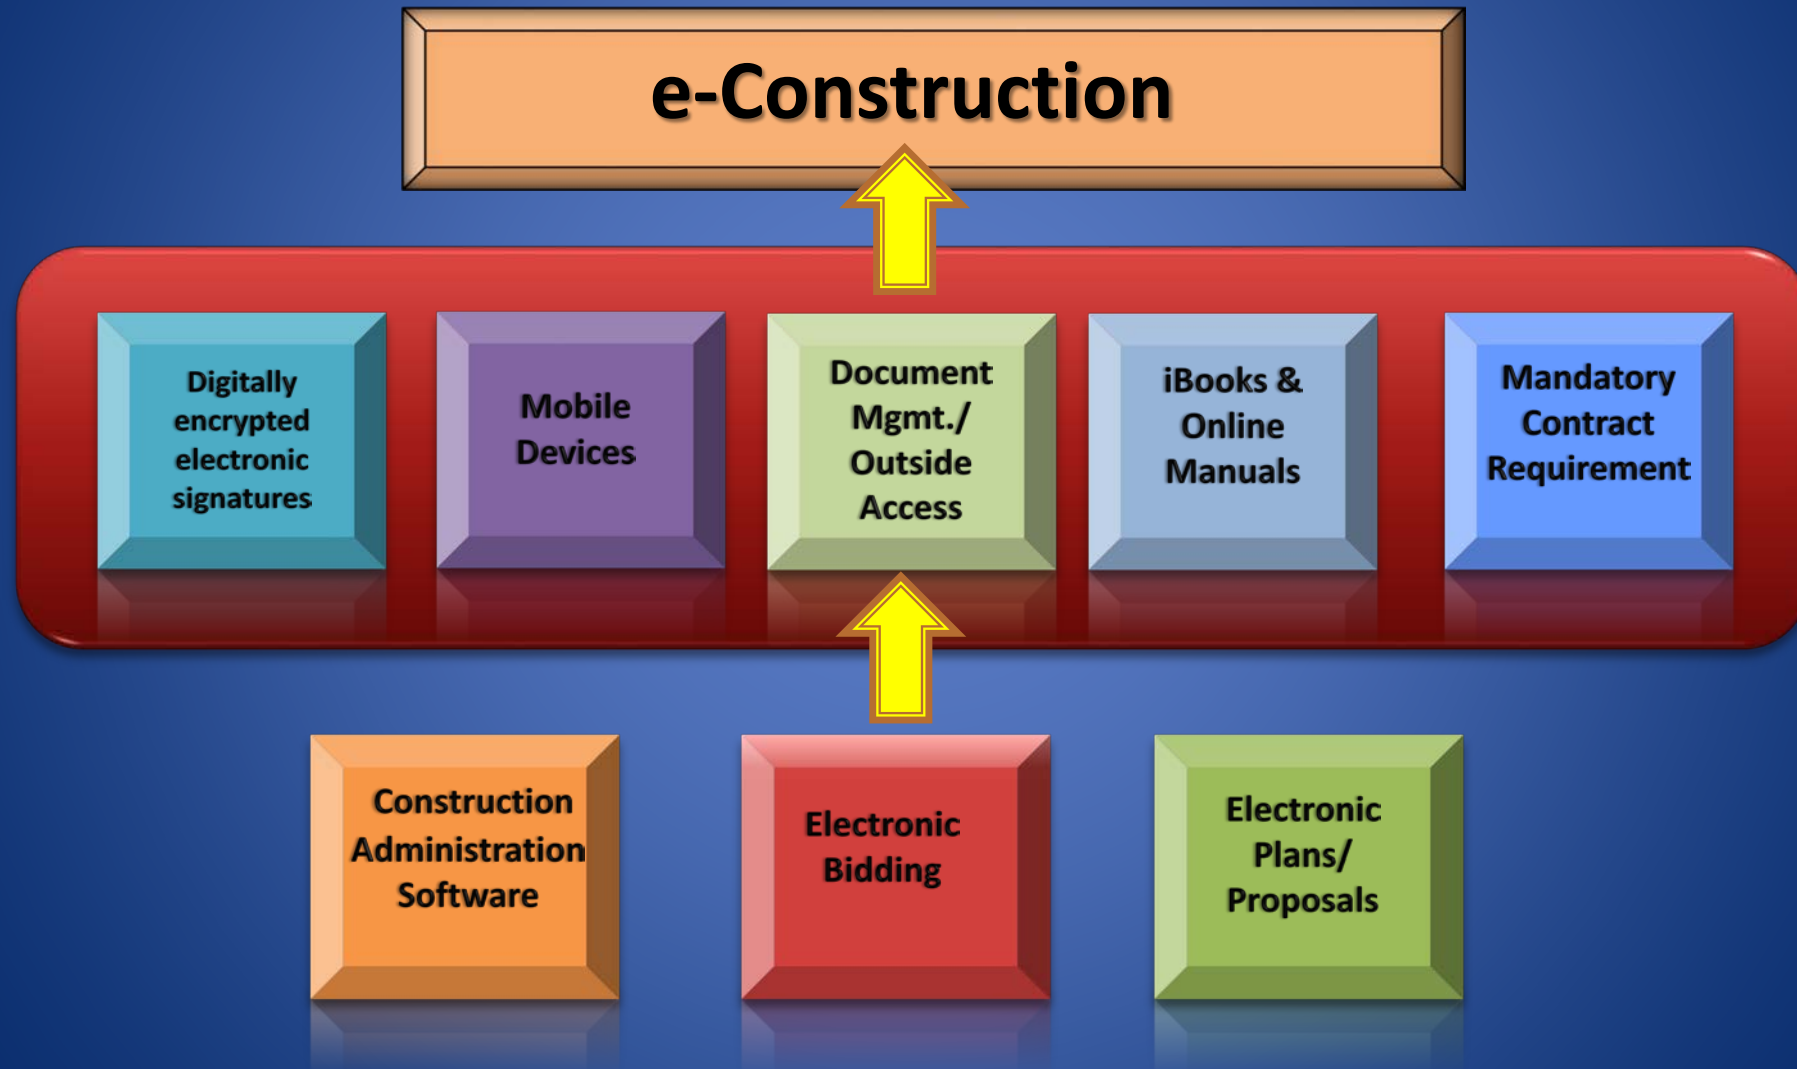 e-Construction
Digitally
encrypted
electronic
signatures
Mobile
Devices
Document
Mgmt./
Outside
Access
iBooks &
Online
Manuals
Mandatory
Contract
Requirement
Construction
Administration
Software
Electronic
Bidding
Electronic
Plans/
Proposals